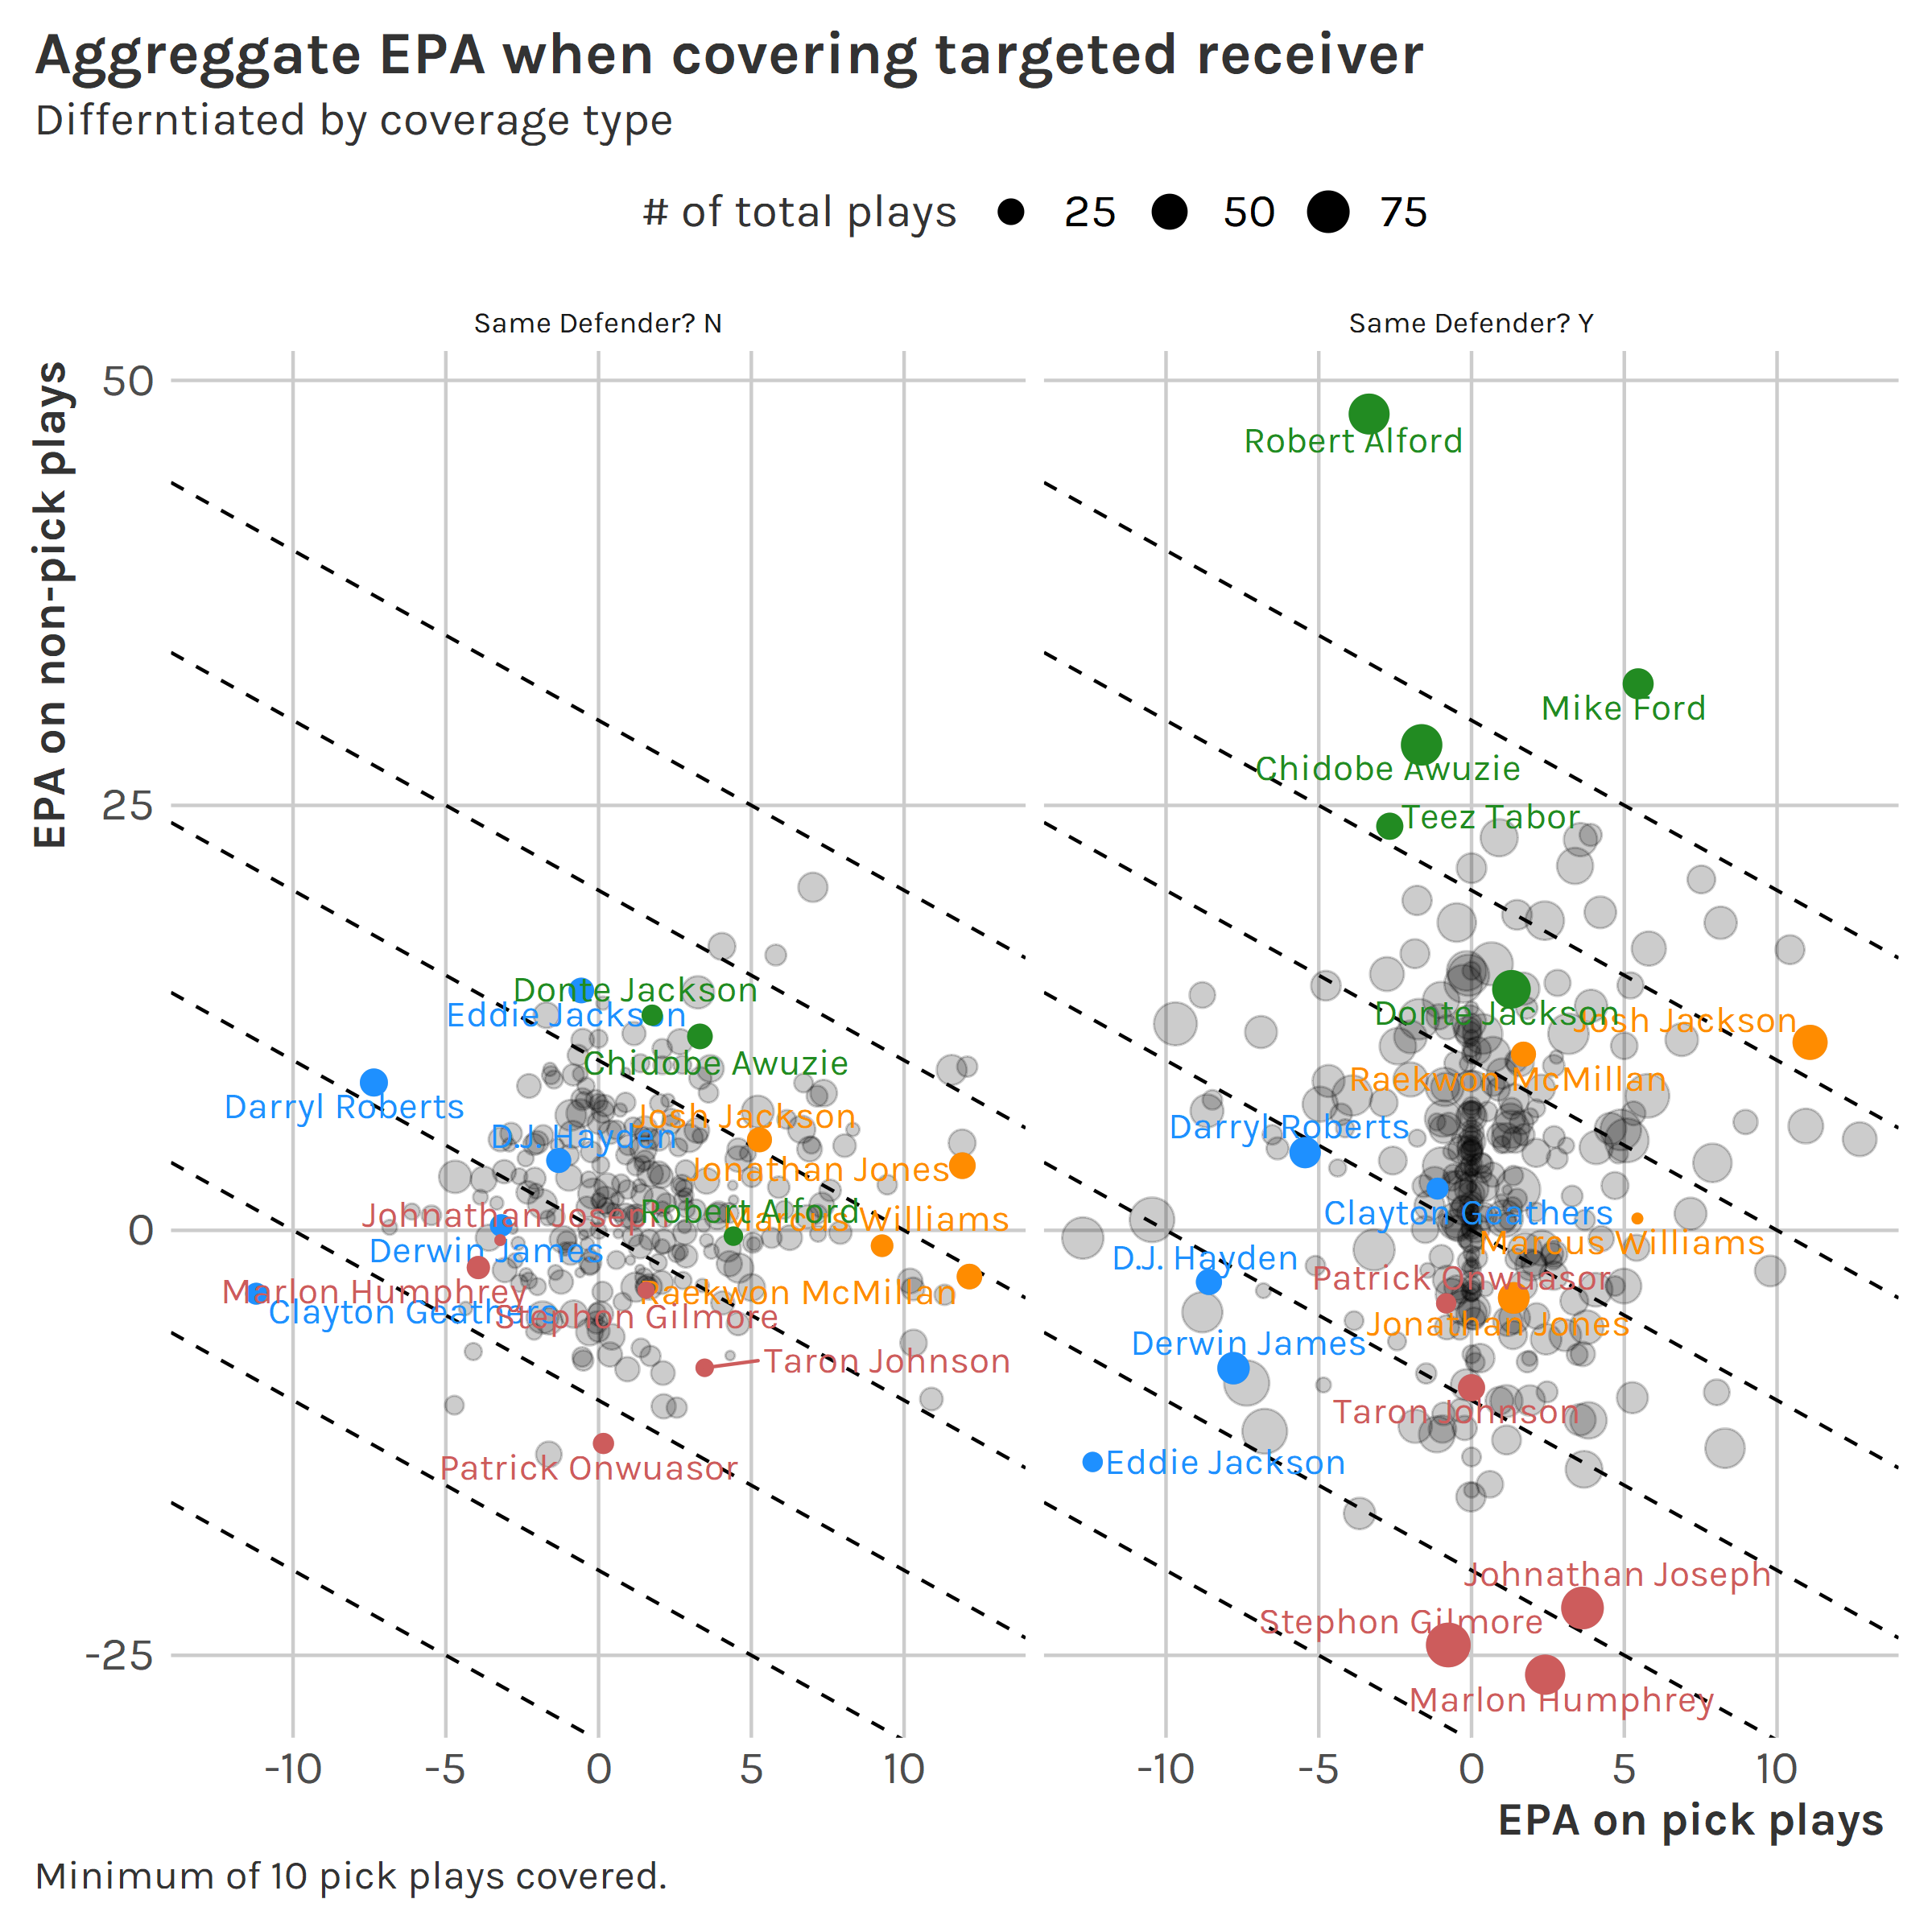 Aggreggate EPA when covering targeted receiver
Differntiated by coverage type
# of total plays 25 50 75
Same Defender? N
Same Defender? Y
EPA on non-pick plays
50
25
0
-25
Donte Jackson
Eddie Jackson
Chidobe Awuzie
Darryl Roberts
Josh Jackson
D.J. Hayden
Jonathan Jones
Johnathan Joseph
Robert Alford
Marcus Williams
Derwin James
Marlon Humphrey
Raekwon McMillan
Clayton Geathers
Stephon Gilmore
Taron Johnson
Patrick Onwuasor
Robert Alford
Mike Ford
Chidobe Awuzie
Teez Tabor
Donte Jackson
Josh Jackson
Raekwon McMillan
Darryl Roberts
Clayton Geathers
Marcus Williams
D.J. Hayden
Patrick Onwuasor
Jonathan Jones
Derwin James
Taron Johnson
Eddie Jackson
Johnathan Joseph
Stephon Gilmore
Marlon Humphrey
-10 -5 0 5 10
-10 -5 0 5 10
EPA on pick plays
Minimum of 10 pick plays covered.